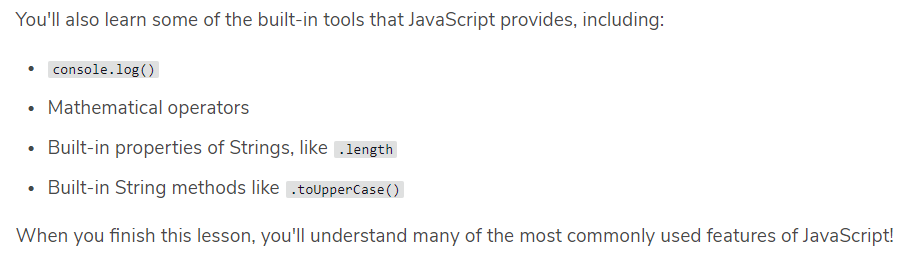 You'll also learn some of the built-in tools that JavaScript provides, including:
• console.log()
• Mathematical operators
• Built-in properties of Strings, like .length
• Built-in String methods like .toUpperCase()
When you finish this lesson, you'll understand many of the most commonly used features of JavaScript!